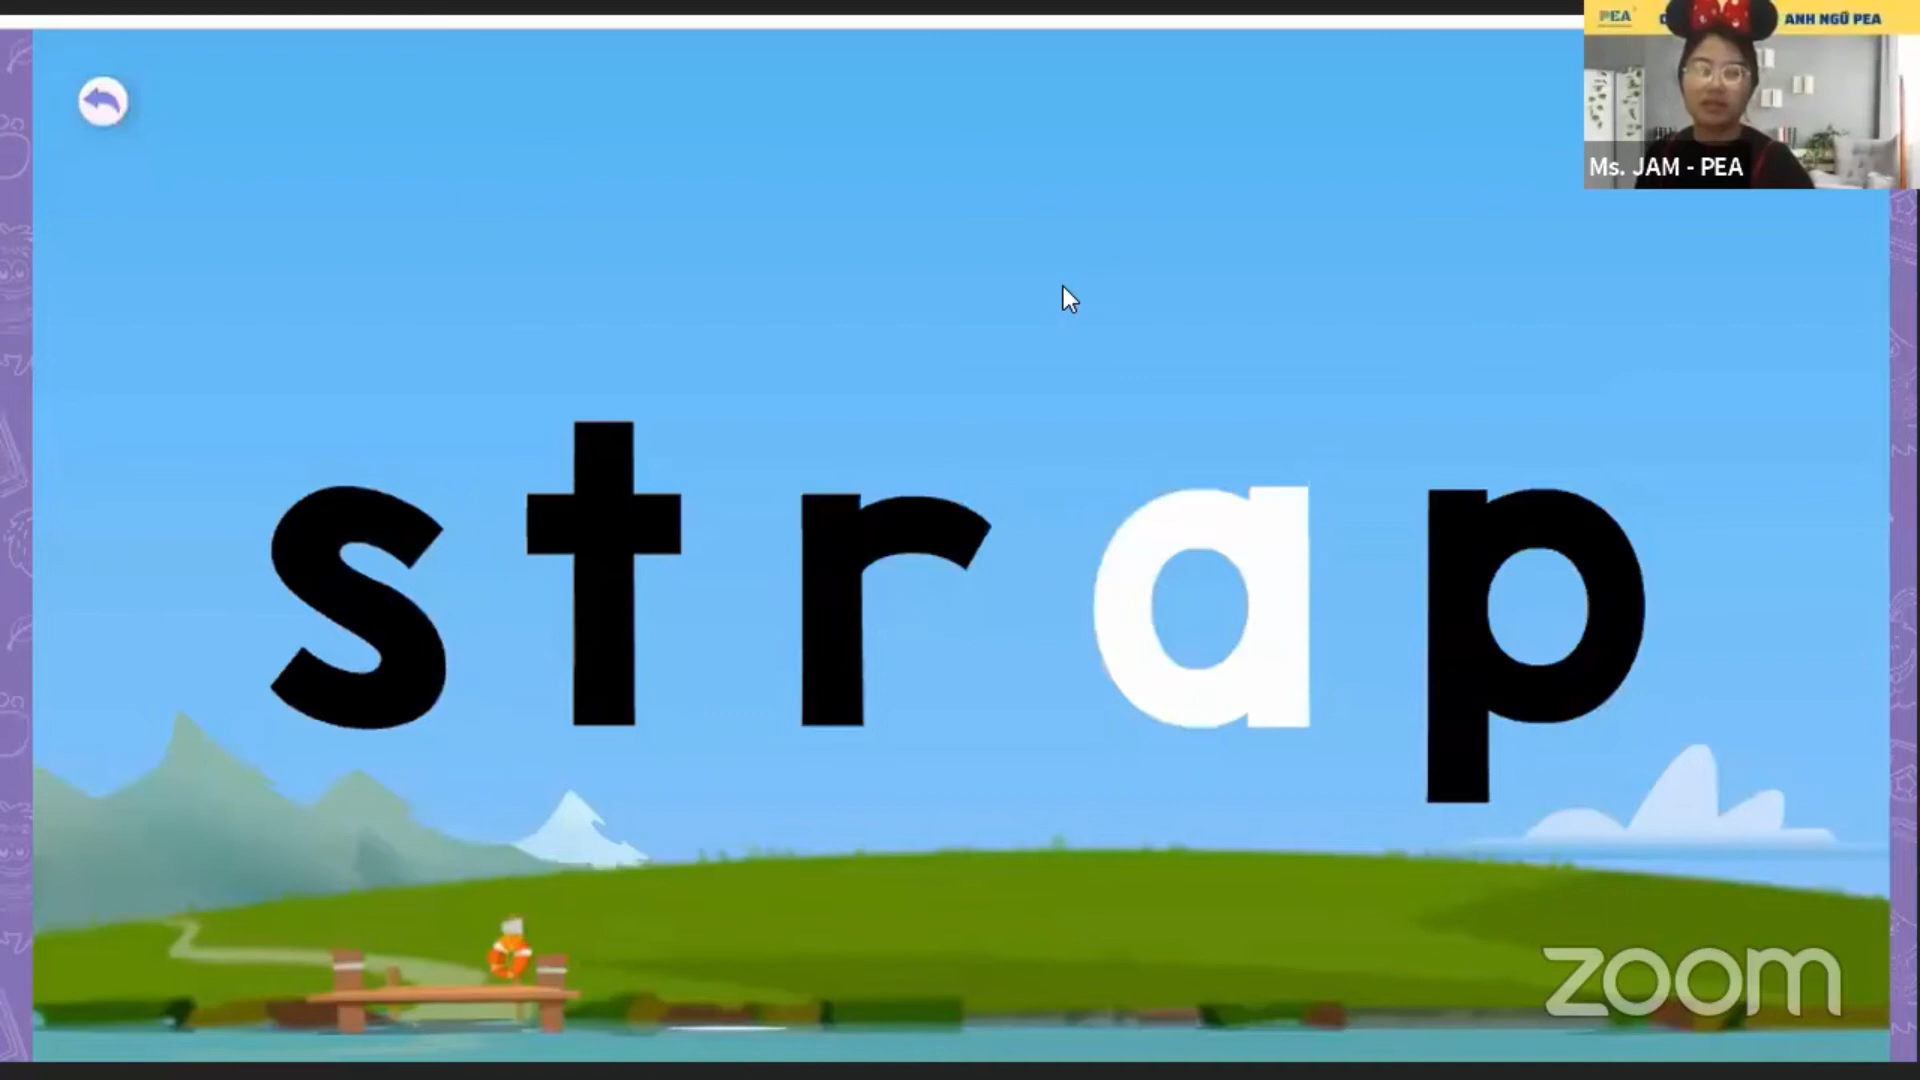 PEA
ANH NGỮ PEA
Ms. JAM - PEA
strap
zoom